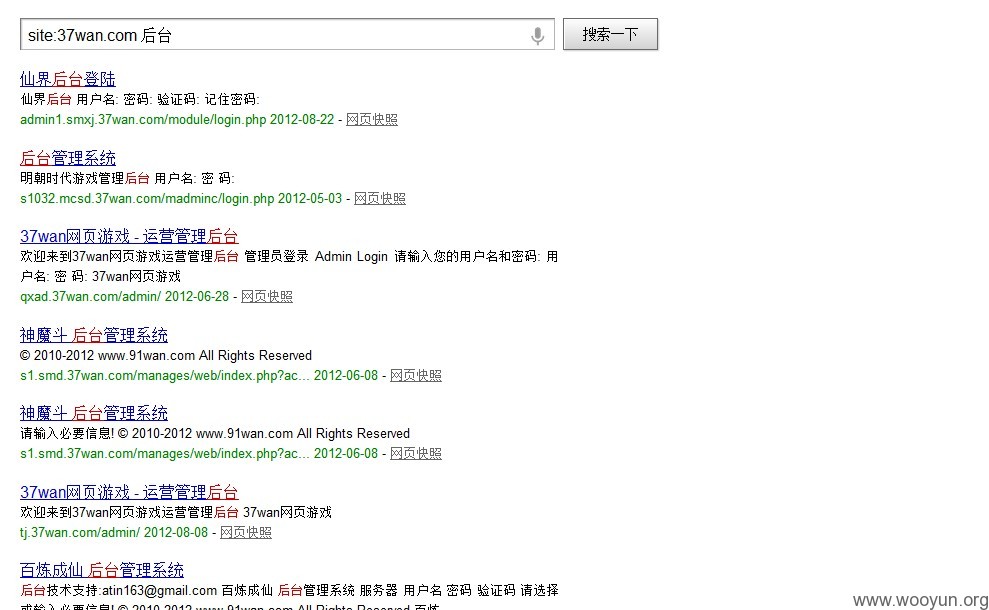 site:37wan.com 后台
搜索一下
仙界后台登陆
仙界后台 用户名: 密码: 验证码: 记住密码:
admin1.smxj.37wan.com/module/login.php 2012-08-22 - 网页快照
后台管理系统
明朝时代游戏管理后台 用户名: 密 码:
s1032.mcsd.37wan.com/madminc/login.php 2012-05-03 - 网页快照
37wan网页游戏 - 运营管理后台
欢迎来到37wan网页游戏运营管理后台 管理员登录 Admin Login 请输入您的用户名和密码: 用
户名: 密 码: 37wan网页游戏
qxad.37wan.com/admin/ 2012-06-28 - 网页快照
神魔斗 后台管理系统
© 2010-2012 www.91wan.com All Rights Reserved
s1.smd.37wan.com/manages/web/index.php?ac... 2012-06-08 - 网页快照
神魔斗 后台管理系统
请输入必要信息! © 2010-2012 www.91wan.com All Rights Reserved
s1.smd.37wan.com/manages/web/index.php?ac... 2012-06-08 - 网页快照
37wan网页游戏 - 运营管理后台
欢迎来到37wan网页游戏运营管理后台 37wan网页游戏
tj.37wan.com/admin/ 2012-08-08 - 网页快照
百炼成仙 后台管理系统
后台技术支持:atin163@gmail.com 百炼成仙 后台管理系统 服务器 用户名 密码 验证码 请选择
或输入必要信息! © 2010-2012 www.91wan.com All Rights Reserved 百炼
www.wooyun.org